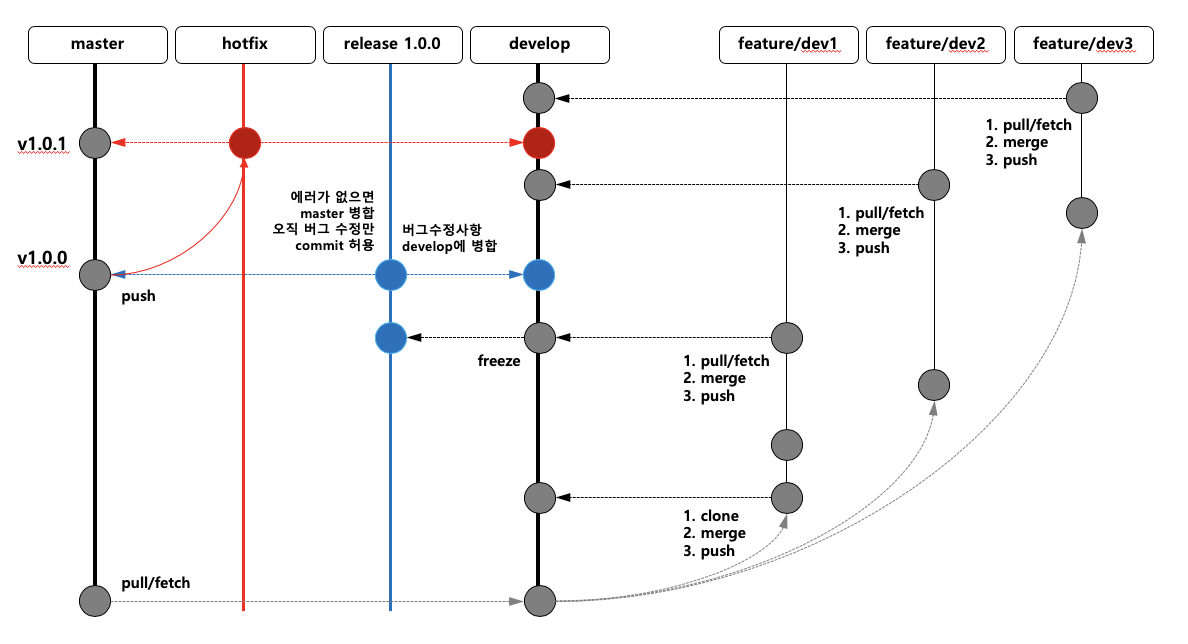 master
hotfix
release 1.0.0
develop
feature/dev1
feature/dev2
feature/dev3
1. pull/fetch
2. merge
3. push
v1.0.1
에러가 없으면
master 병합
오직 버그 수정만
commit 허용
버그수정사항
develop에 병합
1. pull/fetch
2. merge
3. push
v1.0.0
push
freeze
1. pull/fetch
2. merge
3. push
1. clone
2. merge
3. push
pull/fetch